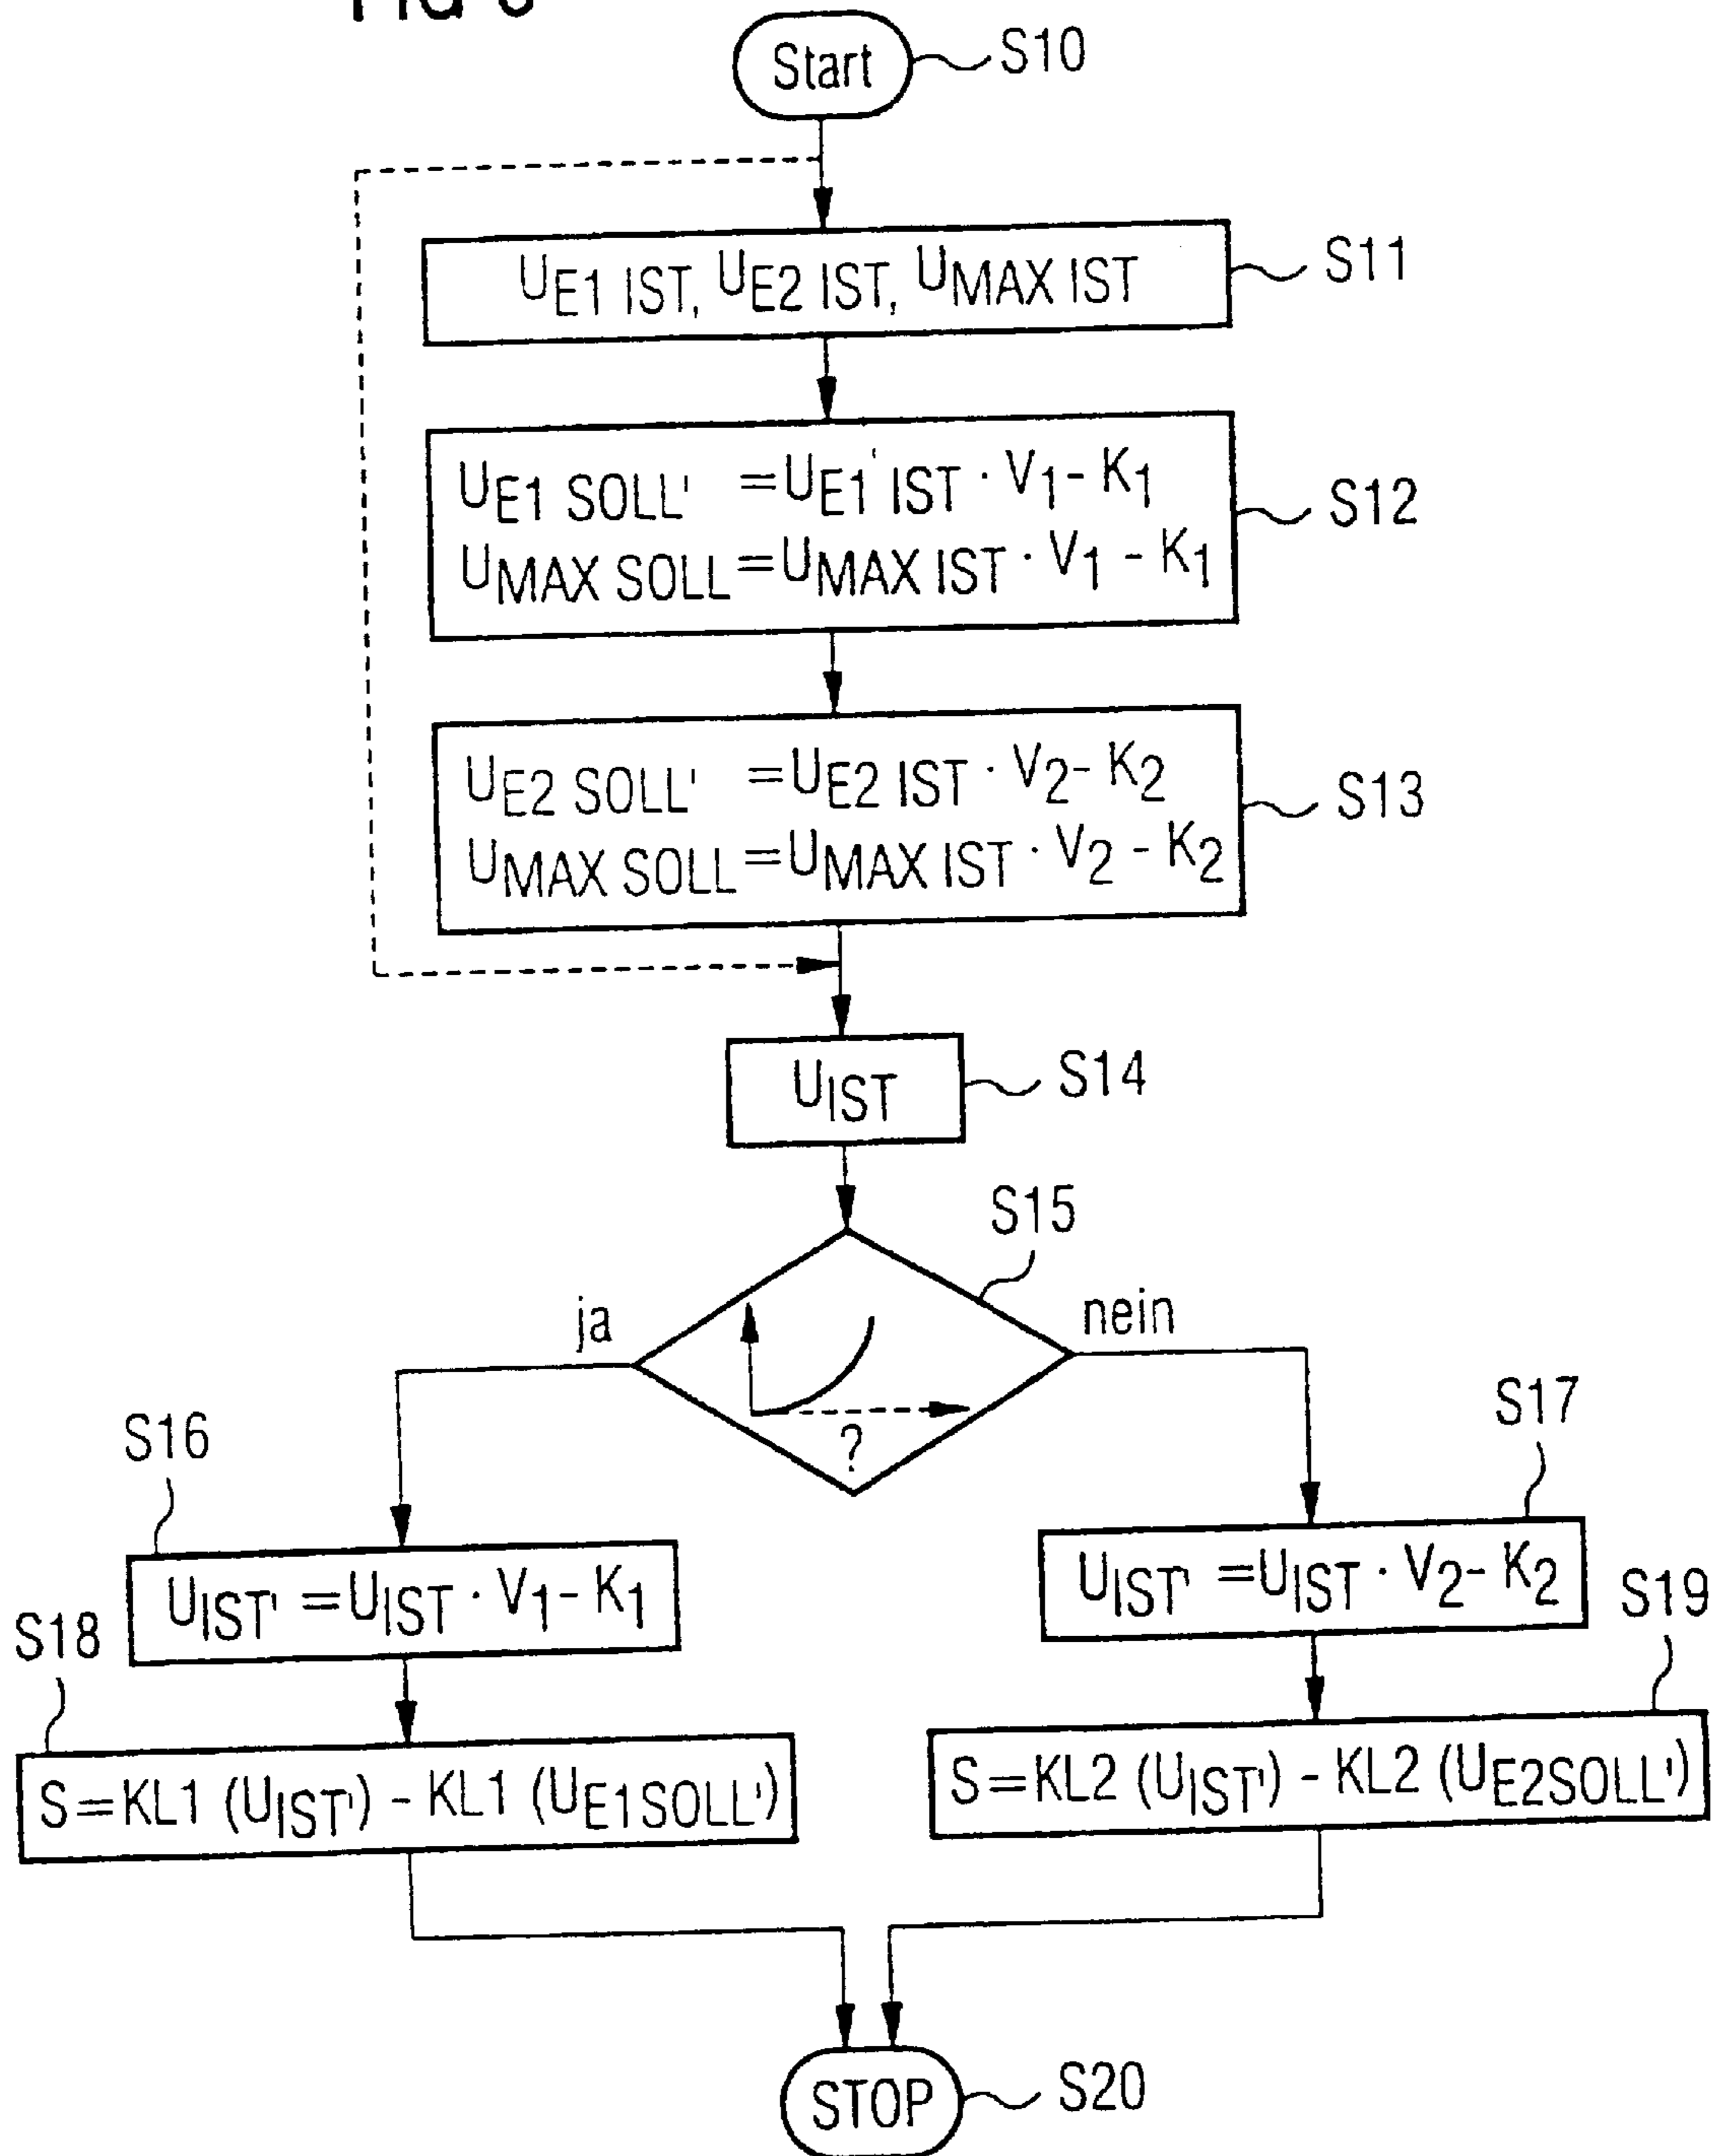 Start
S10
UE1 IST, UE2 IST, UMAX IST
S11
UE1 SOLL' = UE1 IST · V1 - K1
UMAX SOLL = UMAX IST · V1 - K1
S12
UE2 SOLL' = UE2 IST · V2 - K2
UMAX SOLL = UMAX IST · V2 - K2
S13
UIST
S14
S15
ja
nein
?
S16
S17
UIST' = UIST · V1 - K1
UIST' = UIST · V2 - K2
S18
S19
S = KL1 (UIST') - KL1 (UE1SOLL')
S = KL2 (UIST') - KL2 (UE2SOLL')
STOP
S20